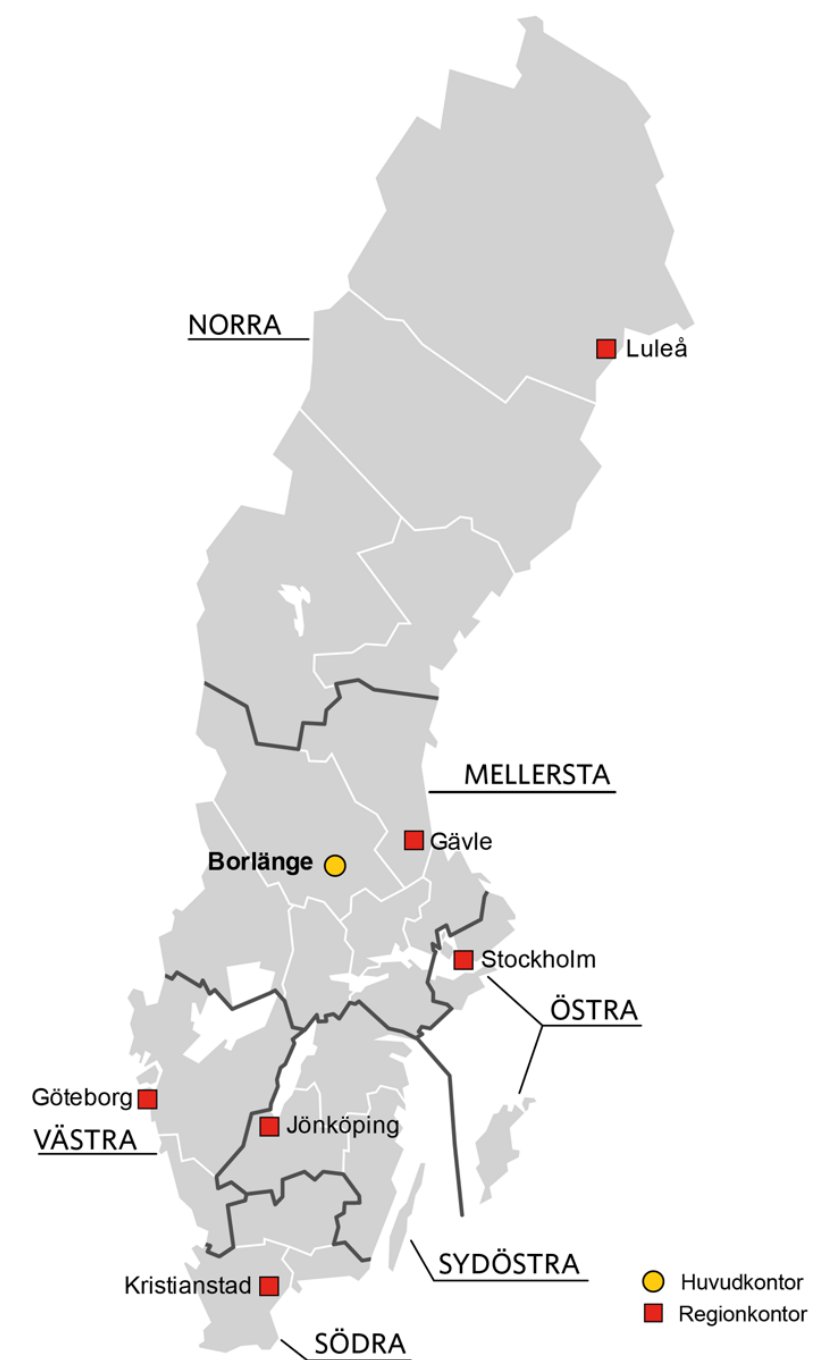 NORRA
Luleå
MELLERSTA
Gävle
Borlänge
Stockholm
ÖSTRA
Göteborg
Jönköping
VÄSTRA
SYDÖSTRA
Huvudkontor
Kristianstad
Regionkontor
SÖDRA